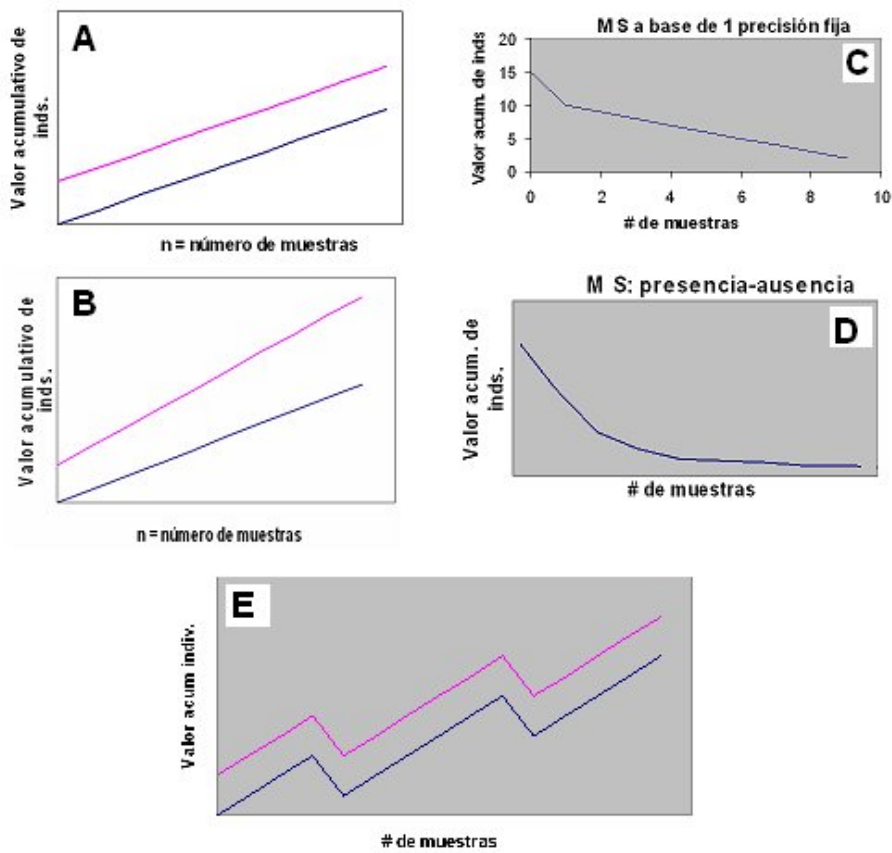 A
Valor acumulativo de
inds.
n = número de muestras
MS a base de 1 precisión fija
C
Valor acum. de inds
20
15
10
5
0
0 2 4 6 8 10
# de muestras
B
Valor acumulativo de
inds.
n = número de muestras
MS: presencia-ausencia
D
Valor acum. de
inds.
# de muestras
E
Valor acum indiv.
# de muestras